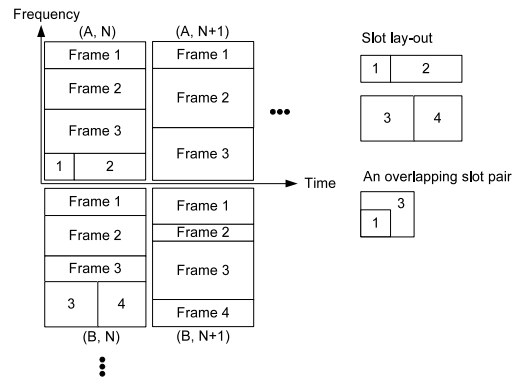 Frequency
(A, N)
Frame 1
Frame 2
Frame 3
1 2
(A, N+1)
Frame 1
Frame 2
Frame 3
Time
Frame 1
Frame 2
Frame 3
3 4
(B, N)
Frame 1
Frame 2
Frame 3
Frame 4
(B, N+1)
Slot lay-out
1 2
3 4
An overlapping slot pair
3
1